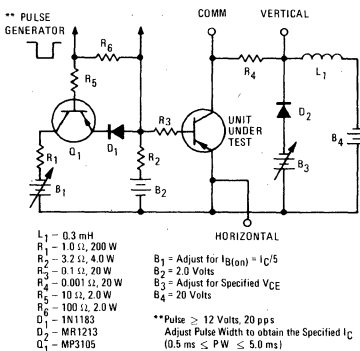 ** PULSE
GENERATOR
COMM
VERTICAL
R6
R5
R4
L1
D2
R3
UNIT
UNDER
TEST
B4
R1
D1
R2
Q1
B3
B1
B2
HORIZONTAL
L1 – 0.3 mH
R1 – 1.0 Ω, 200 W
R2 – 3.2 Ω, 4.0 W
R3 – 0.1 Ω, 20 W
R4 – 0.001 Ω, 20 W
R5 – 10 Ω, 2.0 W
R6 – 100 Ω, 2.0 W
D1 – 1N1183
D2 – MR1213
Q1 – MP3105
B1 = Adjust for IB(on) = IC/5
B2 = 2.0 Volts
B3 = Adjust for Specified VCE
B4 = 20 Volts
**Pulse ≥ 12 Volts, 20 pps
Adjust Pulse Width to obtain the Specified IC
(0.5 ms ≤ PW ≤ 5.0 ms)